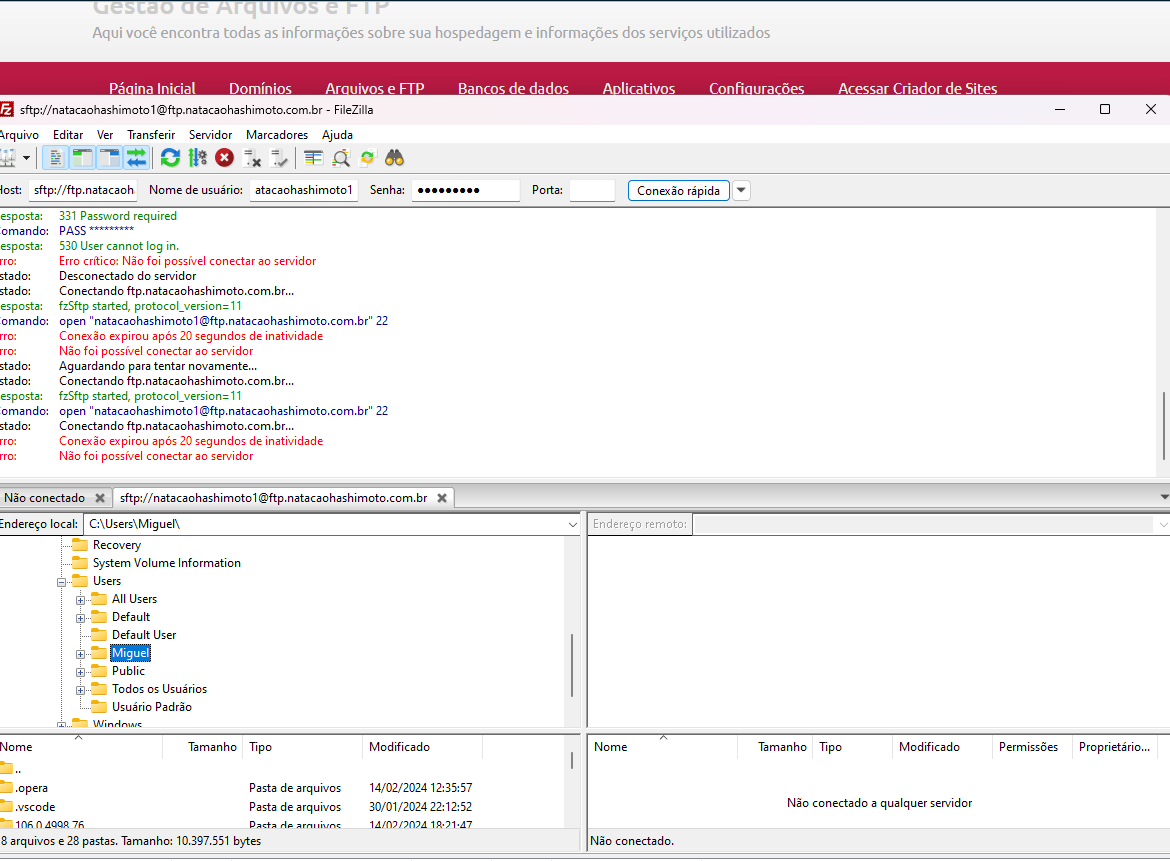 Gestão de Arquivos e FTP
Aqui você encontra todas as informações sobre sua hospedagem e informações dos serviços utilizados
Página Inicial Domínios Arquivos e FTP Bancos de dados Aplicativos Configurações Acessar Criador de Sites
sftp://natacaohashimoto1@ftp.natacaohashimoto.com.br - FileZilla
Arquivo Editar Ver Transferir Servidor Marcadores Ajuda
Host: sftp://ftp.natacaoh Nome de usuário: atacaohashimoto1 Senha: ●●●●●●●●● Porta: Conexão rápida
esposta: 331 Password required
Comando: PASS *********
esposta: 530 User cannot log in.
rro: Erro crítico: Não foi possível conectar ao servidor
stado: Desconectado do servidor
stado: Conectando ftp.natacaohashimoto.com.br...
esposta: fzSftp started, protocol_version=11
Comando: open "natacaohashimoto1@ftp.natacaohashimoto.com.br" 22
rro: Conexão expirou após 20 segundos de inatividade
rro: Não foi possível conectar ao servidor
stado: Aguardando para tentar novamente...
stado: Conectando ftp.natacaohashimoto.com.br...
esposta: fzSftp started, protocol_version=11
Comando: open "natacaohashimoto1@ftp.natacaohashimoto.com.br" 22
stado: Conectando ftp.natacaohashimoto.com.br...
rro: Conexão expirou após 20 segundos de inatividade
rro: Não foi possível conectar ao servidor
Não conectado sftp://natacaohashimoto1@ftp.natacaohashimoto.com.br
Endereço local: C:\Users\Miguel\ Endereço remoto:
Recovery
System Volume Information
Users
All Users
Default
Default User
Miguel
Public
Todos os Usuários
Usuário Padrão
Windows
Nome Tamanho Tipo Modificado
..
.opera Pasta de arquivos 14/02/2024 12:35:57
.vscode Pasta de arquivos 30/01/2024 22:12:52
106.0.4998.76 Pasta de arquivos 14/02/2024 18:21:47
8 arquivos e 28 pastas. Tamanho: 10.397.551 bytes
Nome Tamanho Tipo Modificado Permissões Proprietário...
Não conectado a qualquer servidor
Não conectado.